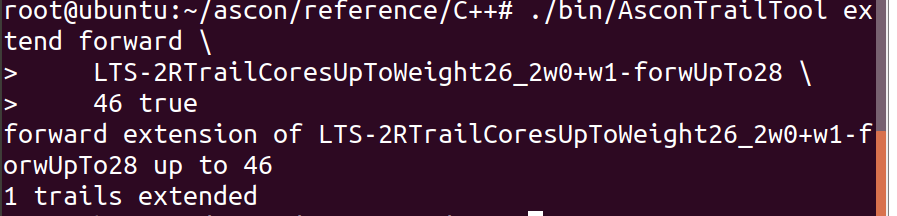 root@ubuntu:~/ascon/reference/C++# ./bin/AsconTrailTool ex
tend forward \
>     LTS-2RTrailCoresUpToWeight26_2w0+w1-forwUpTo28 \
>     46 true
forward extension of LTS-2RTrailCoresUpToWeight26_2w0+w1-f
orwUpTo28 up to 46
1 trails extended